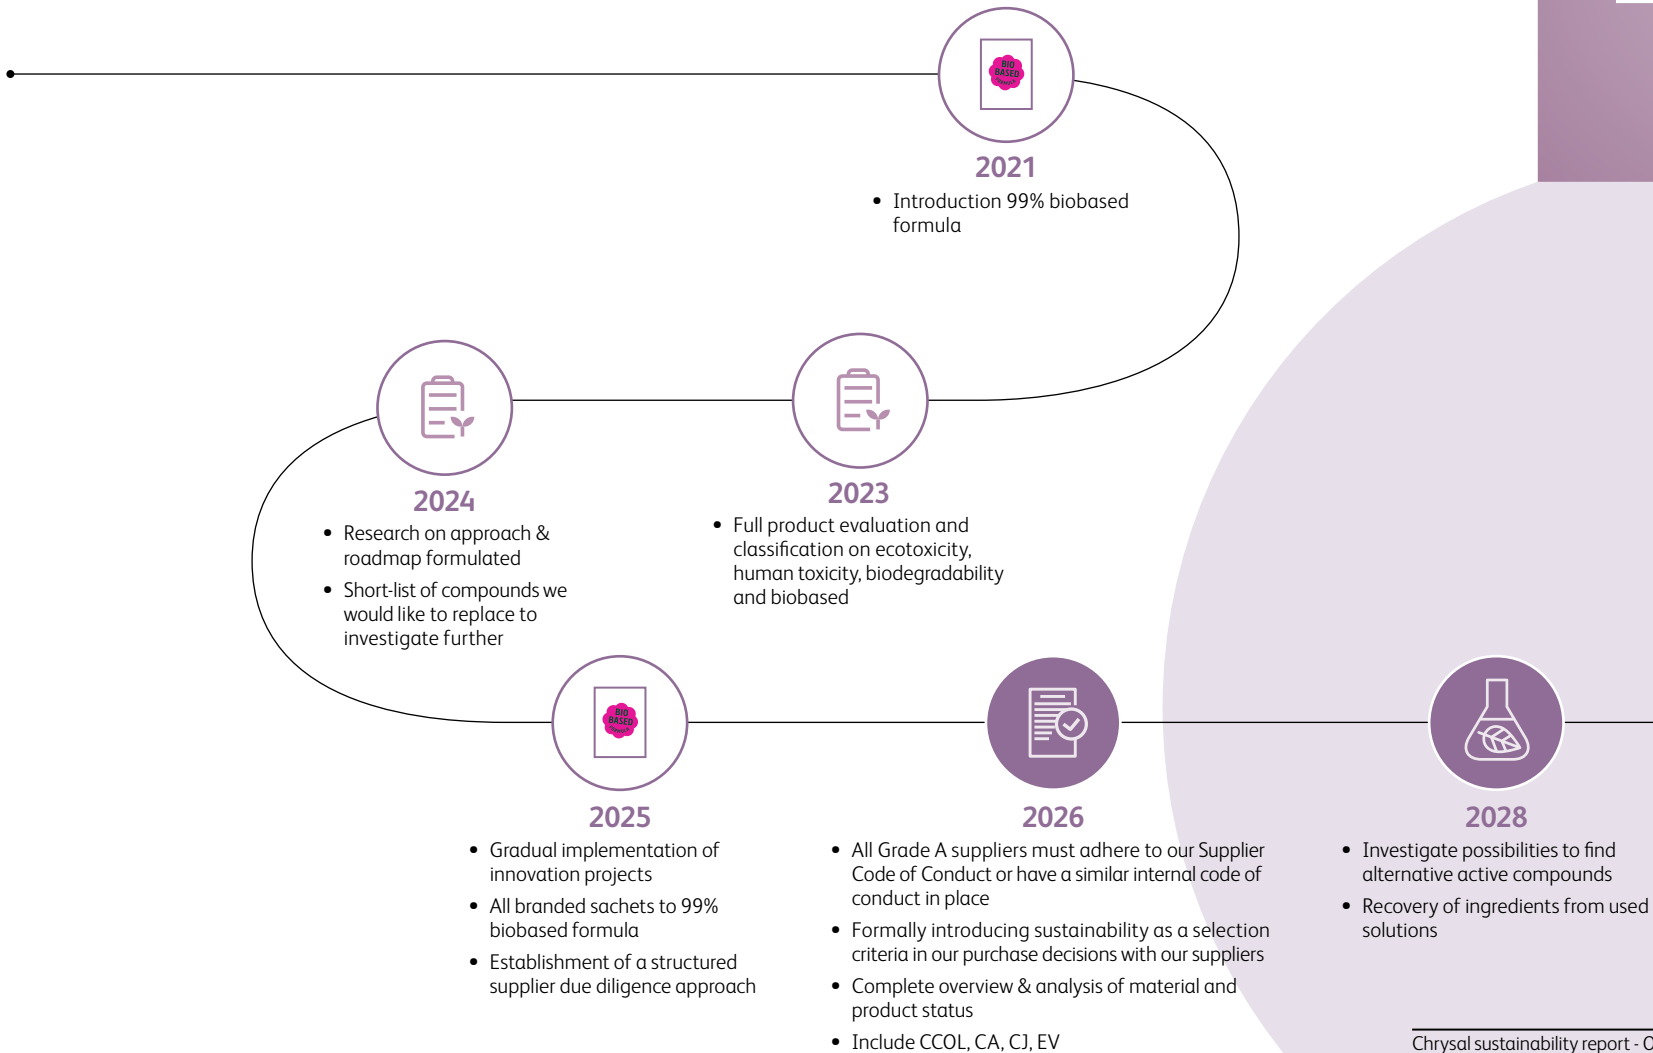 BIO
BASED
2021
• Introduction 99% biobased
formula
2023
• Full product evaluation and
classification on ecotoxicity,
human toxicity, biodegradability
and biobased
2024
• Research on approach &
roadmap formulated
• Short-list of compounds we
would like to replace to
investigate further
BIO
BASED
2025
• Gradual implementation of
innovation projects
• All branded sachets to 99%
biobased formula
• Establishment of a structured
supplier due diligence approach
2026
• All Grade A suppliers must adhere to our Supplier
Code of Conduct or have a similar internal code of
conduct in place
• Formally introducing sustainability as a selection
criteria in our purchase decisions with our suppliers
• Complete overview & analysis of material and
product status
• Include CCOL, CA, CJ, EV
2028
• Investigate possibilities to find
alternative active compounds
• Recovery of ingredients from used
solutions
Chrysal sustainability report - O